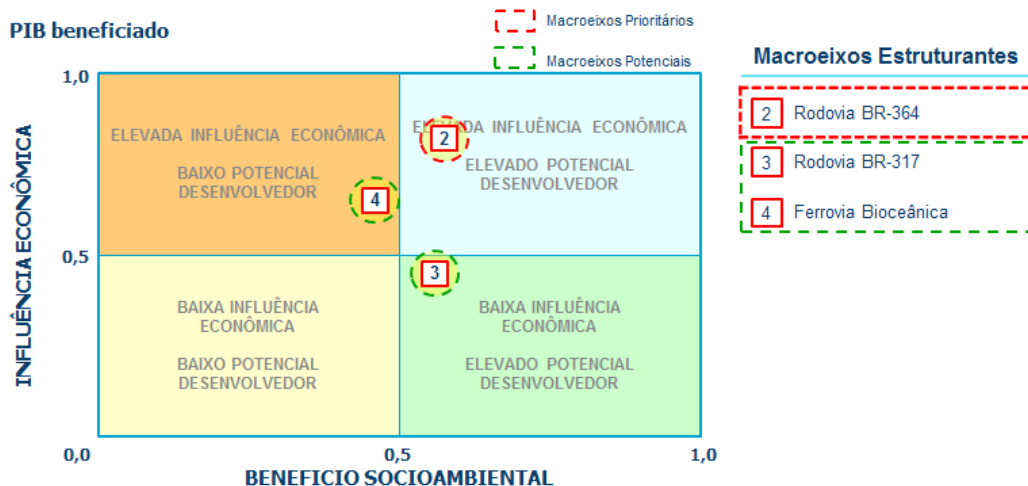 PIB beneficiado
Macroeixos Prioritários
Macroeixos Potenciais
Macroeixos Estruturantes
2 Rodovia BR-364
3 Rodovia BR-317
4 Ferrovia Bioceânica
INFLUÊNCIA ECONÔMICA
1,0
ELEVADA INFLUÊNCIA ECONÔMICA
BAIXO POTENCIAL
DESENVOLVEDOR
4
ELEVADA INFLUÊNCIA ECONÔMICA
2
ELEVADO POTENCIAL
DESENVOLVEDOR
0,5
BAIXA INFLUÊNCIA
ECONÔMICA
BAIXO POTENCIAL
DESENVOLVEDOR
3
BAIXA INFLUÊNCIA
ECONÔMICA
ELEVADO POTENCIAL
DESENVOLVEDOR
0,0
0,5
1,0
BENEFICIO SOCIOAMBIENTAL